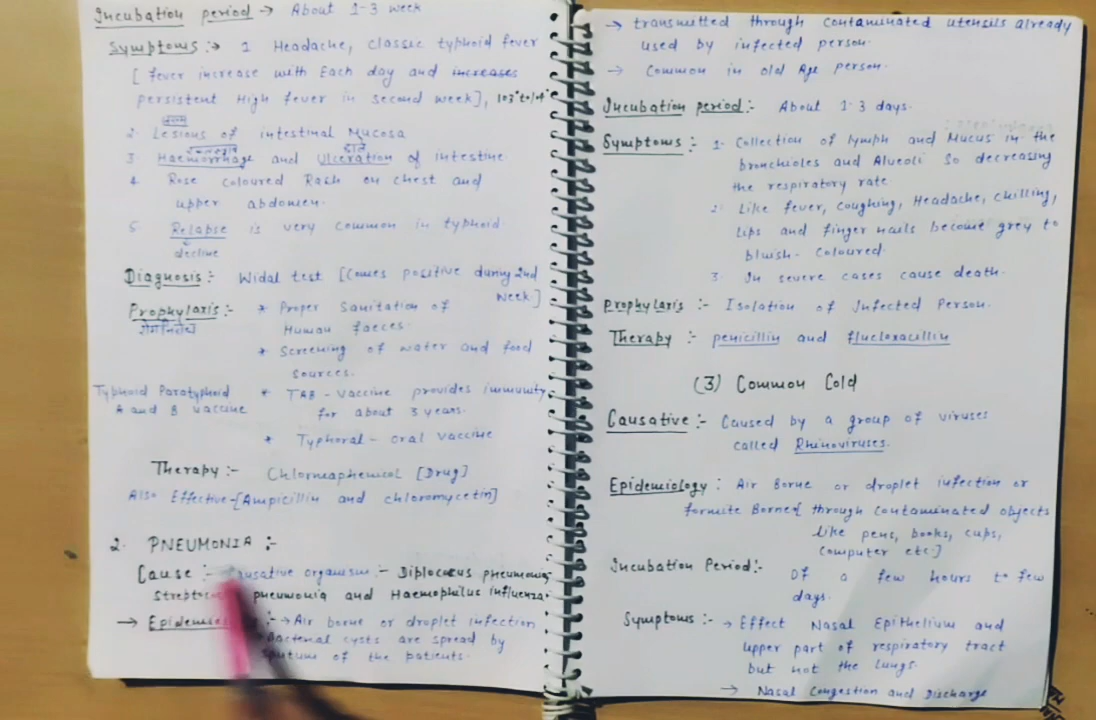 Incubation period → About 1-3 week
Symptoms :→ 1 Headache, classic typhoid fever
[ fever increase with Each day and increases
persistent High fever in second week],
2. Lesions of intestinal Mucosa
3 Haemorrhage and Ulceration of intestine
4 Rose coloured Rash on chest and
upper abdomen.
5 Relapse is very common in typhoid
decline
Diagnosis :- Widal test [Comes positive during 2nd
week]
Prophylaxis :- * Proper Sanitation of
Human faeces.
* Screening of water and food
sources.
Typhoid Paratyphoid
A and B vaccine
* TAB - Vaccine provides immunity
for about 3 years.
* Typhoral - oral vaccine
Therapy :- [Drug]
Also Effective-[Ampicillin and chloromycetin]
2. PNEUMONIA :-
Cause :- Causative organism :- pneumonia
pneumonia and Haemophilus influenza.
→ :- → Air borne or droplet infection
Bacterial cysts are spread by
sputum of the patients.
→ transmitted through contaminated utensils already
used by infected person.
→ Common in old Age person.
Incubation period :- About 1-3 days.
Symptoms :- 1. Collection of lymph and Mucus in the
bronchioles and Alveoli so decreasing
the respiratory rate.
2. Like fever, coughing, Headache, chilling,
lips and finger nails become grey to
bluish - coloured.
3. In severe cases cause death.
Prophylaxis :- Isolation of Infected Person.
Therapy :- penicillin and flucloxacillin
(3) Common Cold
Causative :- Caused by a group of viruses
called Rhinoviruses.
Epidemiology : Air Borne or droplet infection or
fomite Borne[ through contaminated objects
like pens, books, cups,
computer etc.]
Incubation Period :- Of a few hours to few
days.
Symptoms :- → Effect Nasal Epithelium and
upper part of respiratory tract
but not the lungs.
→ Nasal Congestion and Discharge